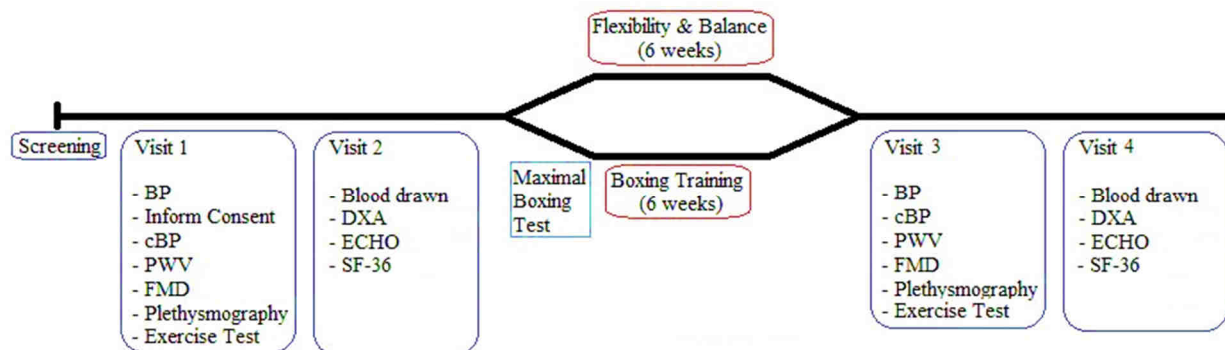 Flexibility & Balance
(6 weeks)
Screening
Visit 1
- BP
- Inform Consent
- cBP
- PWV
- FMD
- Plethysmography
- Exercise Test
Visit 2
- Blood drawn
- DXA
- ECHO
- SF-36
Maximal
Boxing
Test
Boxing Training
(6 weeks)
Visit 3
- BP
- cBP
- PWV
- FMD
- Plethysmography
- Exercise Test
Visit 4
- Blood drawn
- DXA
- ECHO
- SF-36